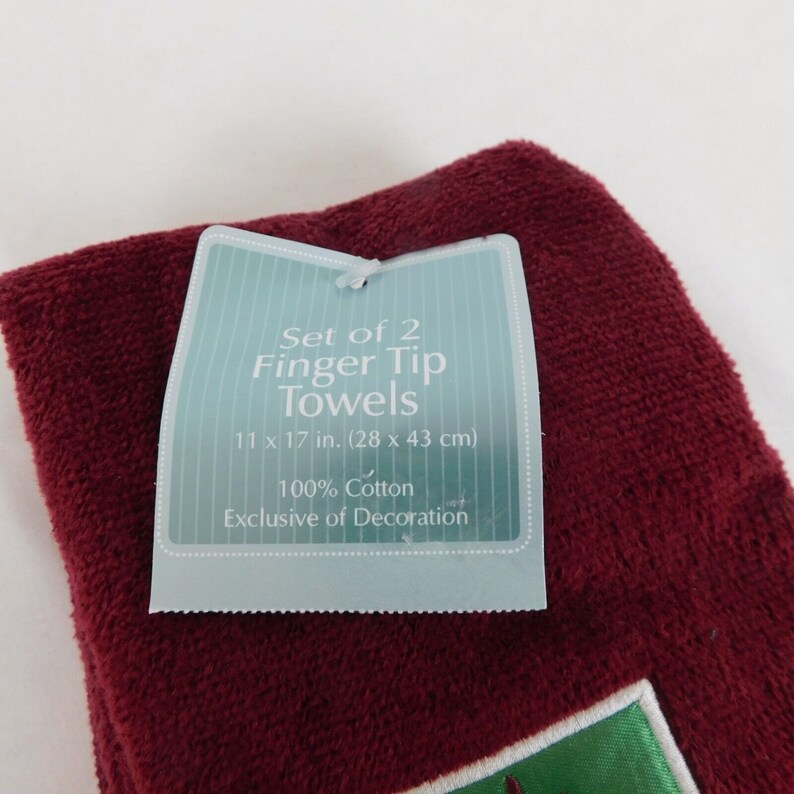 Set of 2
Finger Tip
Towels
11 x 17 in. (28 x 43 cm)
100% Cotton
Exclusive of Decoration